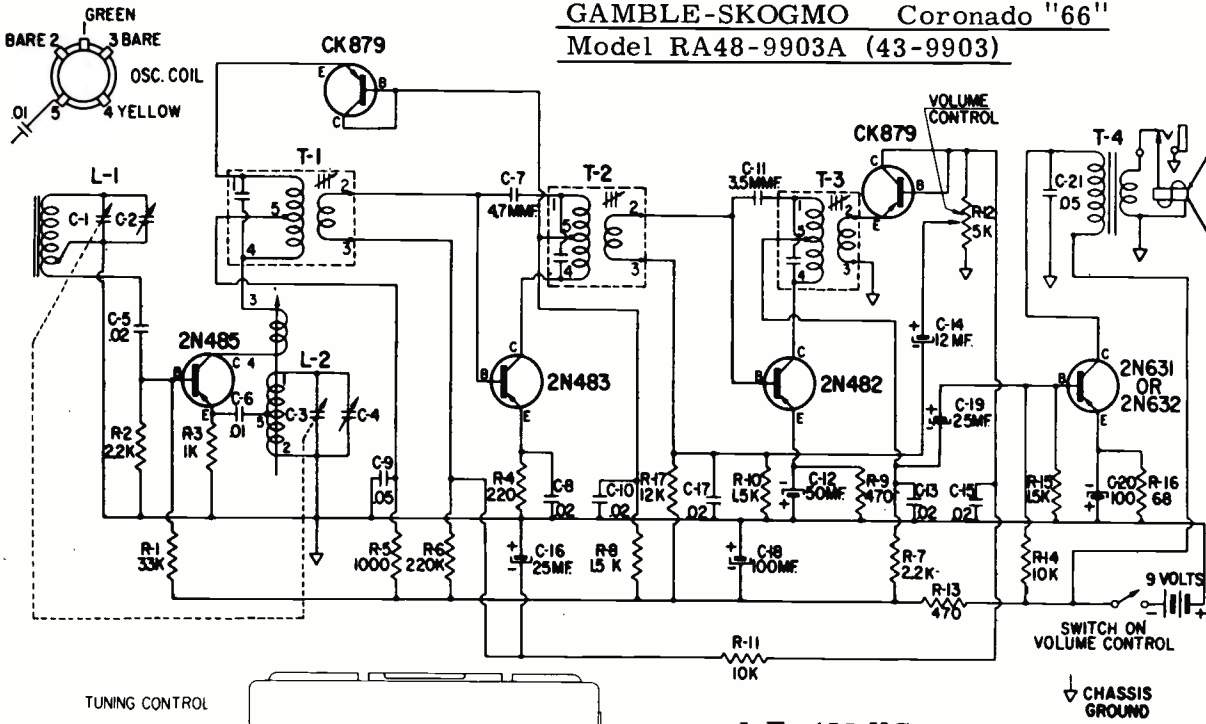 GAMBLE-SKOGMO Coronado "66"
Model RA48-9903A (43-9903)
GREEN
BARE 2
3 BARE
OSC. COIL
.01
5
4 YELLOW
CK879
E
B
C
VOLUME
CONTROL
CK879
C
B
E
T-4
L-1
C-1
C-2
T-1
1
2
5
4
3
C-7
4.7MMF.
T-2
1
2
5
4
3
C-11
3.5MMF.
T-3
1
2
5
4
3
R-12
5K
C-21
.05
C-5
.02
2N485
B
C
E
3
4
L-2
1
C-6
.01
5
2
C-3
C-4
2N483
B
C
E
2N482
B
C
E
C-14
12 MF.
C-19
25MF.
2N631
OR
2N632
B
C
E
R-2
2.2K
R-3
1K
C-9
.05
R-4
220
C-8
.02
C-10
.02
R-17
12K
C-17
.02
R-10
1.5K
C-12
50MF.
R-9
470
C-13
.02
C-15
.02
R-15
1.5K
C-20
100
R-16
68
R-1
33K
R-5
1000
R-6
220K
+
-
C-16
25MF.
R-8
1.5 K
+
-
C-18
100MF.
R-7
2.2K
R-13
470
R-14
10K
9 VOLTS
-
+
SWITCH ON
VOLUME CONTROL
R-11
10K
TUNING CONTROL
CHASSIS
GROUND